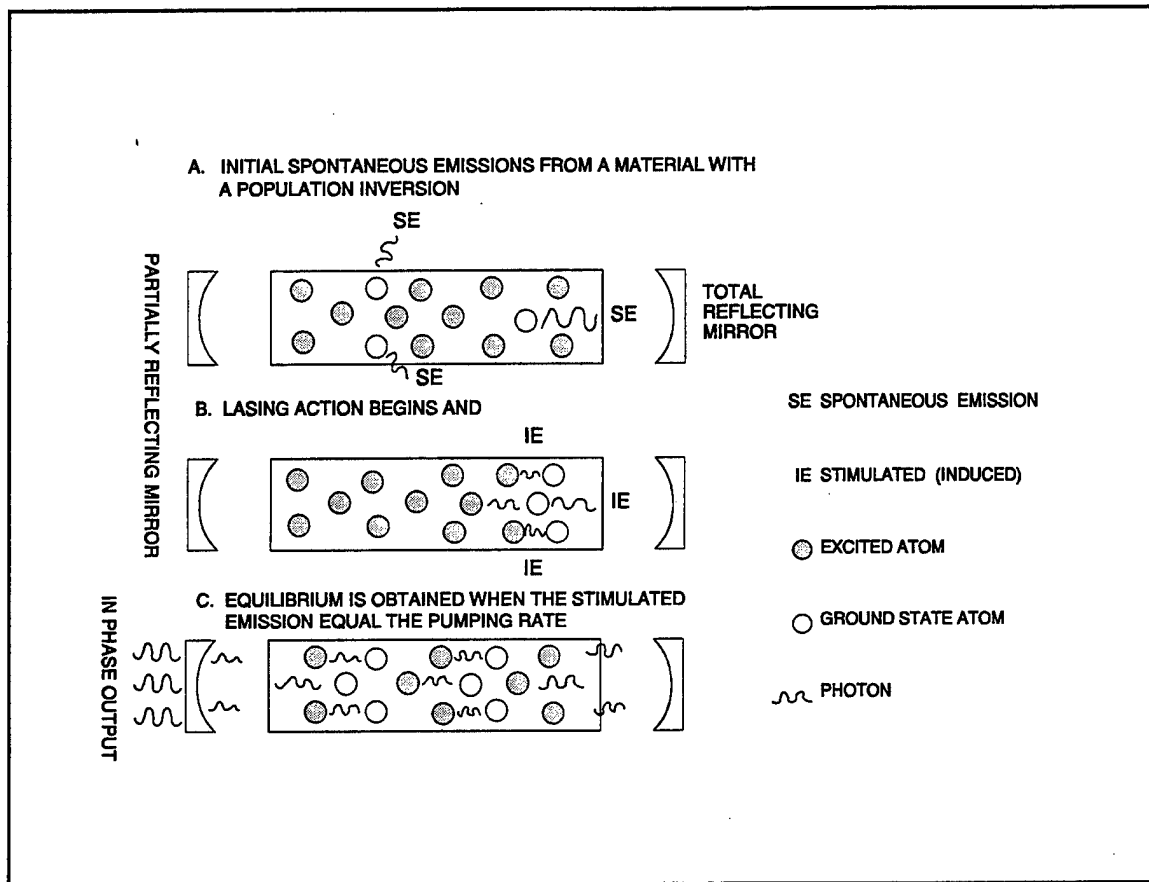 A. INITIAL SPONTANEOUS EMISSIONS FROM A MATERIAL WITH
A POPULATION INVERSION
SE
PARTIALLY REFLECTING MIRROR
SE
TOTAL
REFLECTING
MIRROR
SE
B. LASING ACTION BEGINS AND
SE SPONTANEOUS EMISSION
IE
IE STIMULATED (INDUCED)
IE
EXCITED ATOM
IE
C. EQUILIBRIUM IS OBTAINED WHEN THE STIMULATED
EMISSION EQUAL THE PUMPING RATE
GROUND STATE ATOM
IN PHASE OUTPUT
PHOTON